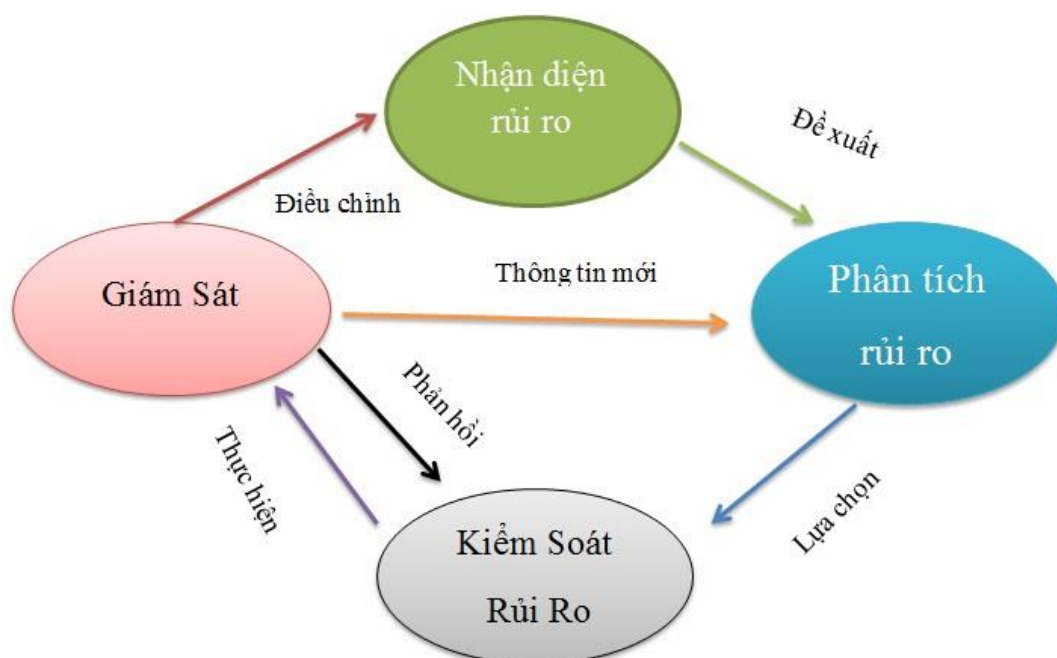 Nhận diện
rủi ro
Đề xuất
Điều chỉnh
Giám Sát
Thông tin mới
Phân tích
rủi ro
Phản hồi
Thực hiện
Lựa chọn
Kiểm Soát
Rủi Ro